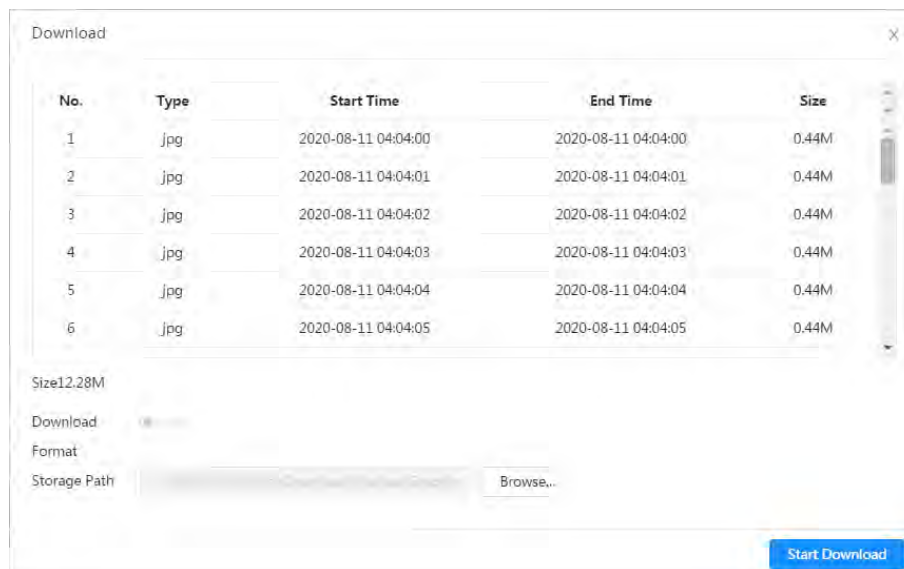 Download
No. Type Start Time End Time Size
1 .jpg 2020-08-11 04:04:00 2020-08-11 04:04:00 0.44M
2 .jpg 2020-08-11 04:04:01 2020-08-11 04:04:01 0.44M
3 .jpg 2020-08-11 04:04:02 2020-08-11 04:04:02 0.44M
4 .jpg 2020-08-11 04:04:03 2020-08-11 04:04:03 0.44M
5 .jpg 2020-08-11 04:04:04 2020-08-11 04:04:04 0.44M
6 .jpg 2020-08-11 04:04:05 2020-08-11 04:04:05 0.44M
Size12.28M
Download
Format
Storage Path Browse...
Start Download